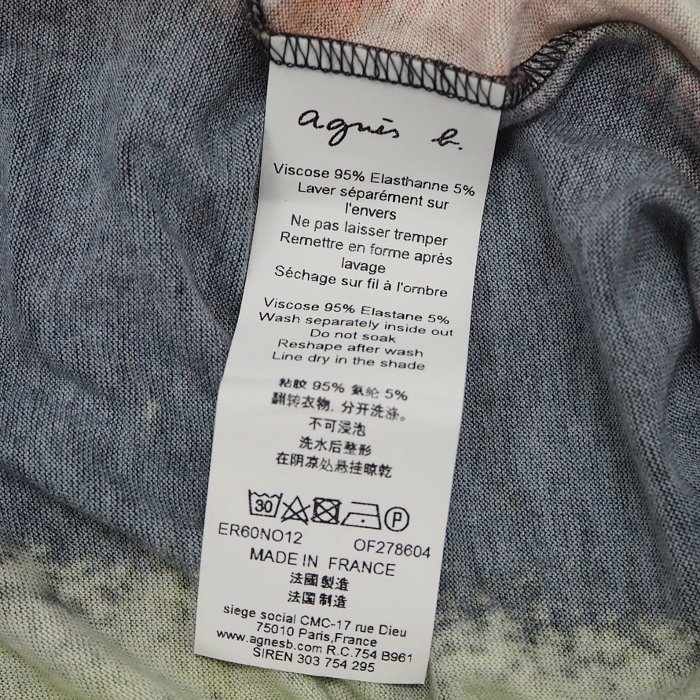 agnès b.
Viscose 95% Elasthanne 5%
Laver séparément sur
l'envers
Ne pas laisser tremper
Remettre en forme après
lavage
Séchage sur fil à l'ombre
Viscose 95% Elastane 5%
Wash separately inside out
Do not soak
Reshape after wash
Line dry in the shade
粘胶 95% 氨纶 5%
翻转衣物, 分开洗涤。
不可浸泡
洗水后整形
在阴凉处悬挂晾乾
30 P
ER60NO12 OF278604
MADE IN FRANCE
法國製造
法国制造
siege social CMC-17 rue Dieu
75010 Paris,France
www.agnesb.com R.C.754 B961
SIREN 303 754 295